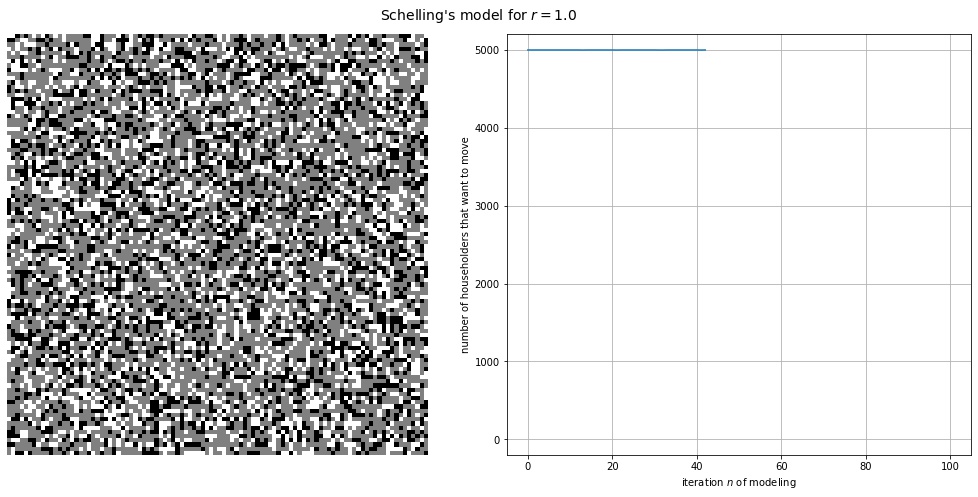 Schelling's model for r = 1.0
number of householders that want to move
5000
4000
3000
2000
1000
0
0 20 40 60 80 100
iteration n of modeling